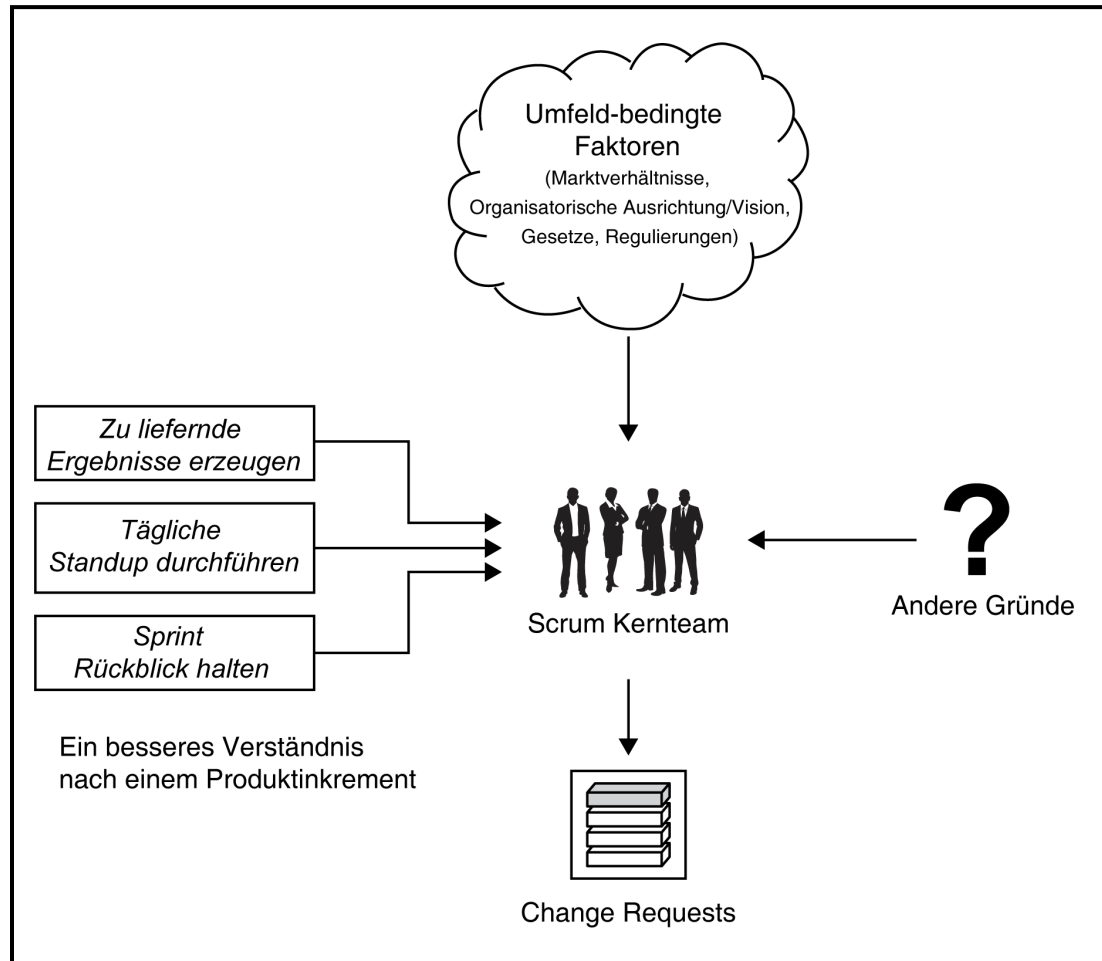 Umfeld-bedingte
Faktoren
(Marktverhältnisse,
Organisatorische Ausrichtung/Vision,
Gesetze, Regulierungen)
Zu liefernde
Ergebnisse erzeugen
Tägliche
Standup durchführen
Sprint
Rückblick halten
Ein besseres Verständnis
nach einem Produktinkrement
Scrum Kernteam
?
Andere Gründe
Change Requests